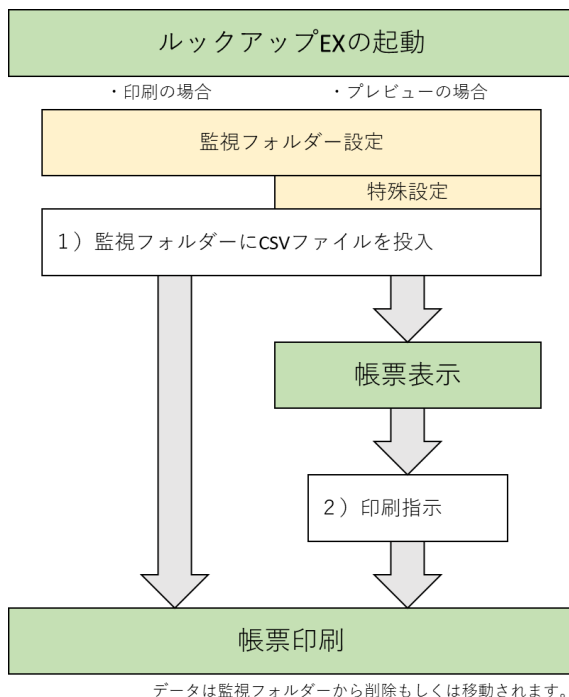 ルックアップEXの起動
・印刷の場合
・プレビューの場合
監視フォルダー設定
特殊設定
１）監視フォルダーにCSVファイルを投入
帳票表示
２）印刷指示
帳票印刷
データは監視フォルダーから削除もしくは移動されます。